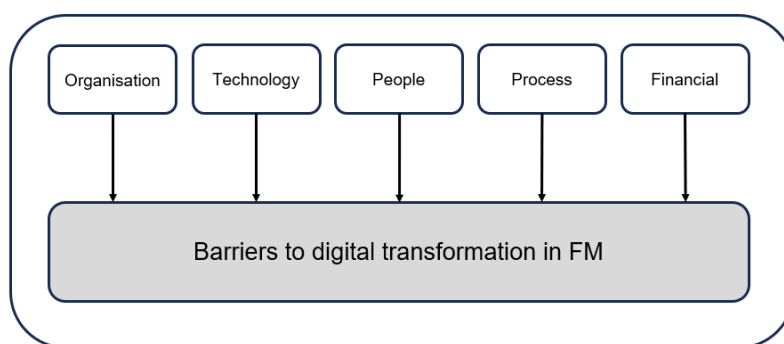 Organisation
Technology
People
Process
Financial
Barriers to digital transformation in FM